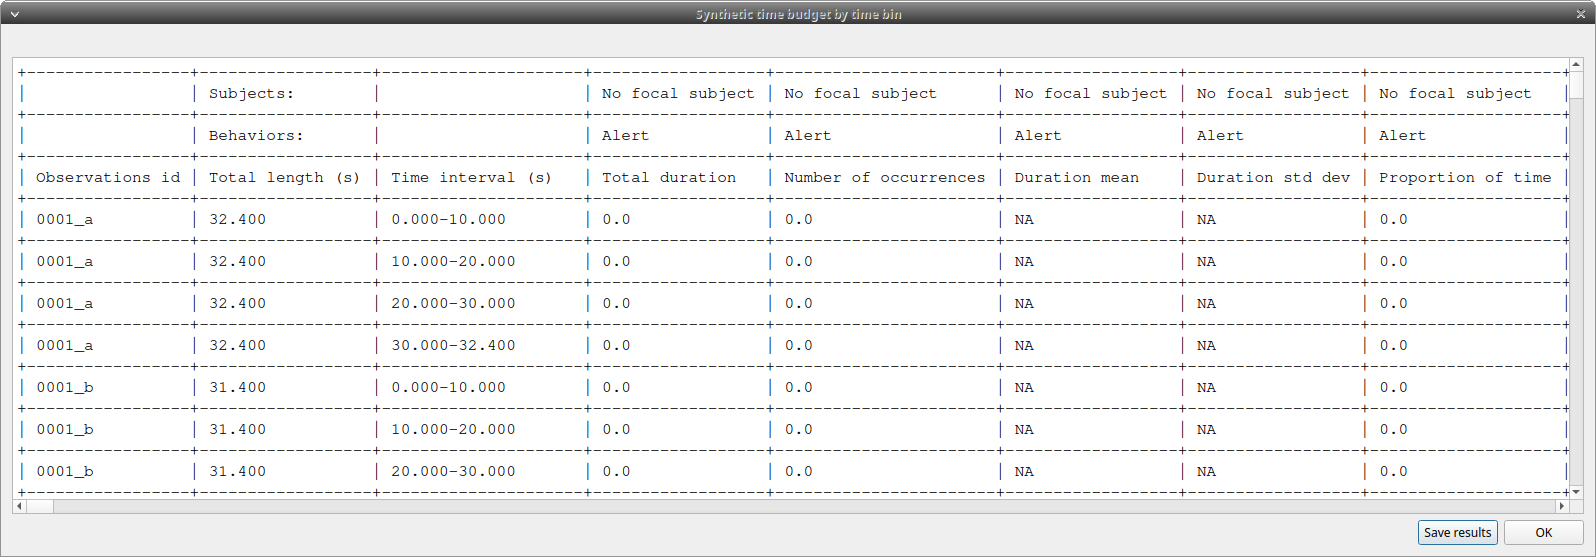 Synthetic time budget by time bin
Subjects: No focal subject No focal subject No focal subject No focal subject No focal subject
Behaviors: Alert Alert Alert Alert Alert
Observations id Total length (s) Time interval (s) Total duration Number of occurrences Duration mean Duration std dev Proportion of time
0001_a 32.400 0.000-10.000 0.0 0.0 NA NA 0.0
0001_a 32.400 10.000-20.000 0.0 0.0 NA NA 0.0
0001_a 32.400 20.000-30.000 0.0 0.0 NA NA 0.0
0001_a 32.400 30.000-32.400 0.0 0.0 NA NA 0.0
0001_b 31.400 0.000-10.000 0.0 0.0 NA NA 0.0
0001_b 31.400 10.000-20.000 0.0 0.0 NA NA 0.0
0001_b 31.400 20.000-30.000 0.0 0.0 NA NA 0.0
Save results OK